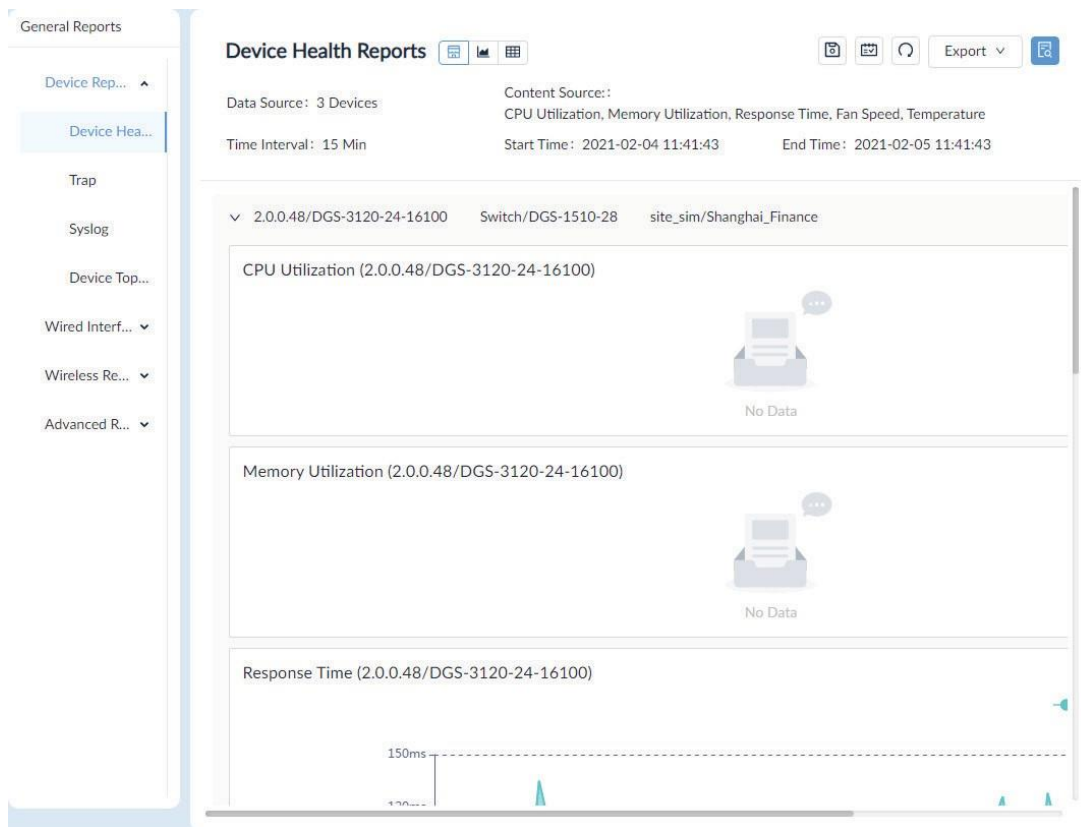 General Reports
Device Rep...
Device Hea...
Trap
Syslog
Device Top...
Wired Interf...
Wireless Re...
Advanced R...
Device Health Reports
Export
Data Source: 3 Devices
Content Source::
CPU Utilization, Memory Utilization, Response Time, Fan Speed, Temperature
Time Interval: 15 Min
Start Time: 2021-02-04 11:41:43
End Time: 2021-02-05 11:41:43
2.0.0.48/DGS-3120-24-16100 Switch/DGS-1510-28 site_sim/Shanghai_Finance
CPU Utilization (2.0.0.48/DGS-3120-24-16100)
No Data
Memory Utilization (2.0.0.48/DGS-3120-24-16100)
No Data
Response Time (2.0.0.48/DGS-3120-24-16100)
150ms